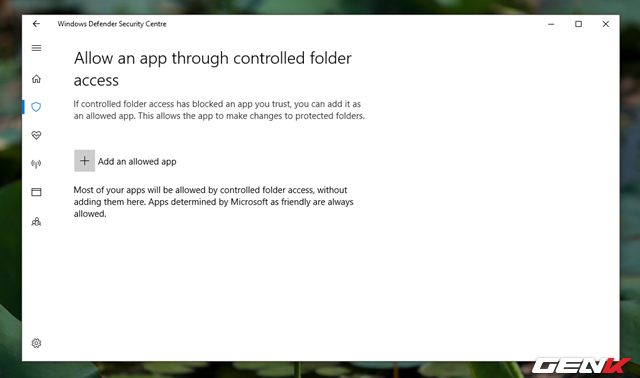 Windows Defender Security Centre
Allow an app through controlled folder
access
If controlled folder access has blocked an app you trust, you can add it as
an allowed app. This allows the app to make changes to protected folders.
Add an allowed app
Most of your apps will be allowed by controlled folder access, without
adding them here. Apps determined by Microsoft as friendly are always
allowed.
GENK